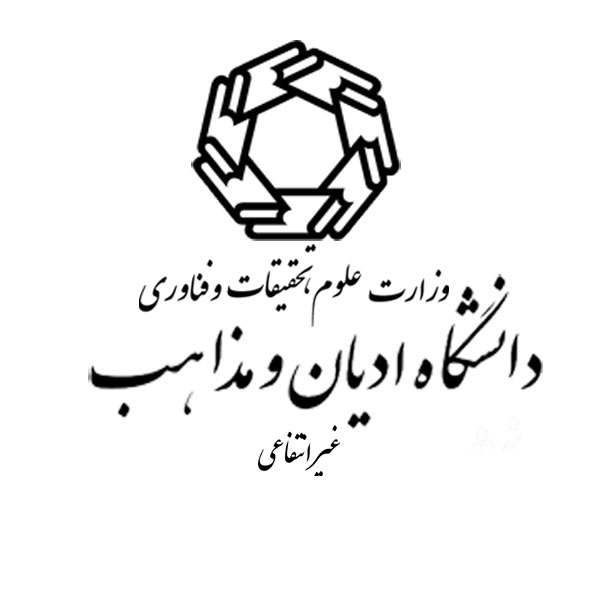 وزارت علوم، تحقیقات و فناوری
دانشگاه ادیان و مذاهب
غیرانتفاعی